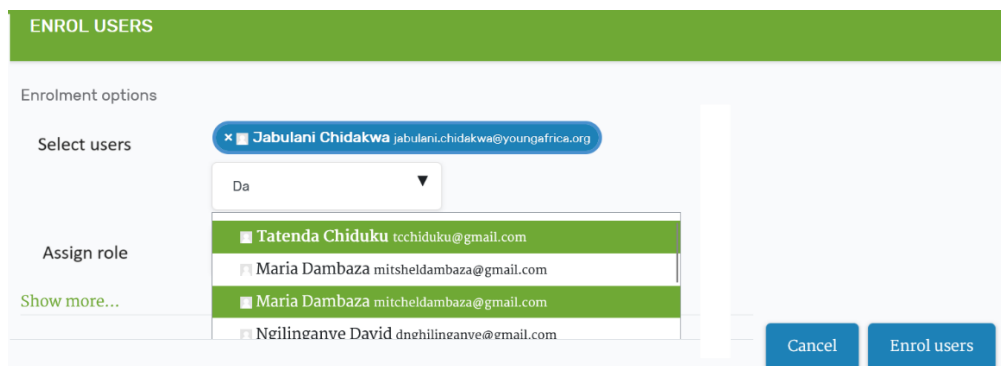 ENROL USERS
Enrolment options
Select users
× Jabulani Chidakwa jabulani.chidakwa@youngafrica.org
Da ▼
Assign role
Tatenda Chiduku tcchiduku@gmail.com
Maria Dambaza mitsheldambaza@gmail.com
Show more...
Maria Dambaza mitcheldambaza@gmail.com
Ngilinganye David dnghilinganye@gmail.com
Cancel
Enrol users